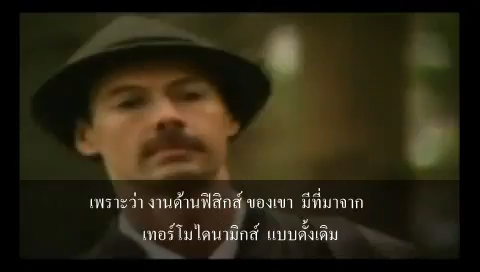 เพราะว่า งานด้านฟิสิกส์ ของเขา มีที่มาจาก
เทอร์โมไดนามิกส์ แบบดั้งเดิม